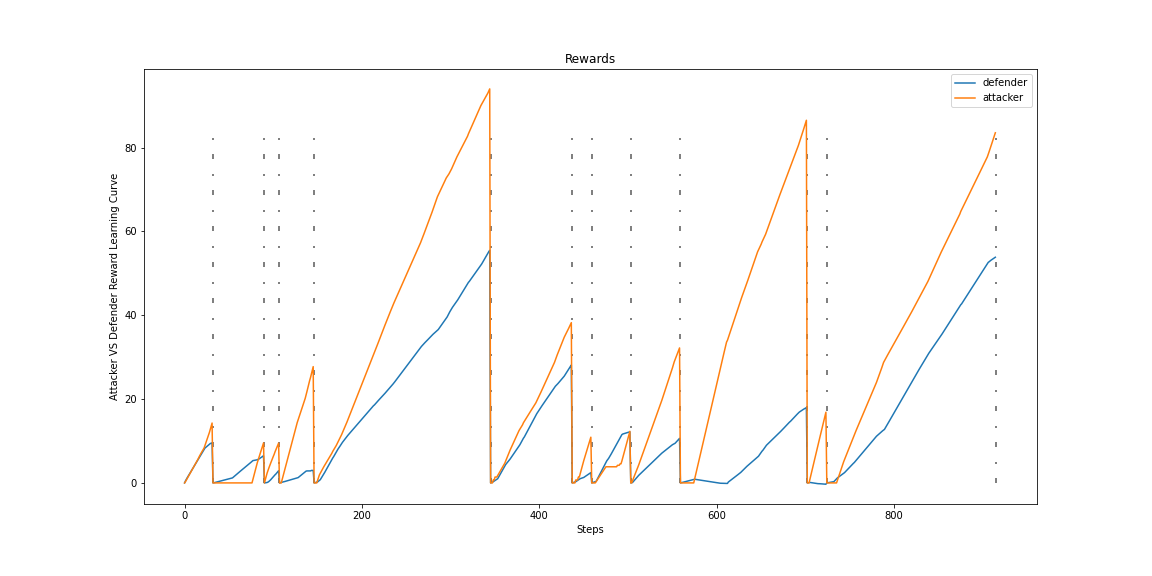 Rewards
defender
attacker
Attacker VS Defender Reward Learning Curve
80
60
40
20
0
0 200 400 600 800
Steps